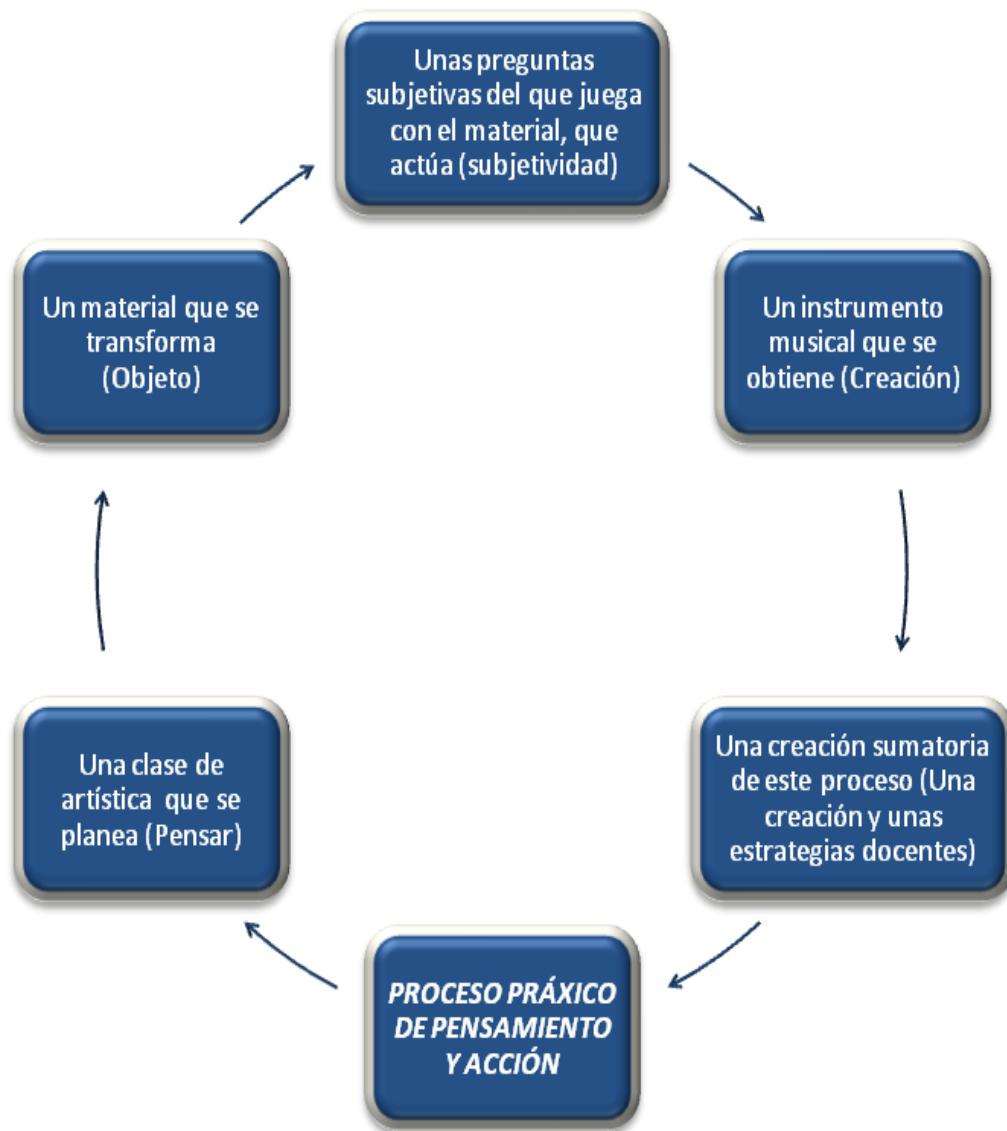 Unas preguntas
subjetivas del que juega
con el material, que
actúa (subjetividad)
Un instrumento
musical que se
obtiene (Creación)
Una creación sumatoria
de este proceso (Una
creación y unas
estrategias docentes)
PROCESO PRÁXICO
DE PENSAMIENTO
Y ACCIÓN
Una clase de
artística que se
planea (Pensar)
Un material que se
transforma
(Objeto)